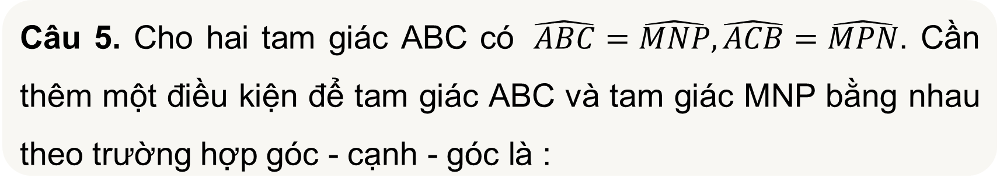 Câu 5. Cho hai tam giác ABC có $\widehat{ABC} = \widehat{MNP}, \widehat{ACB} = \widehat{MPN}$. Cần
thêm một điều kiện để tam giác ABC và tam giác MNP bằng nhau
theo trường hợp góc - cạnh - góc là :